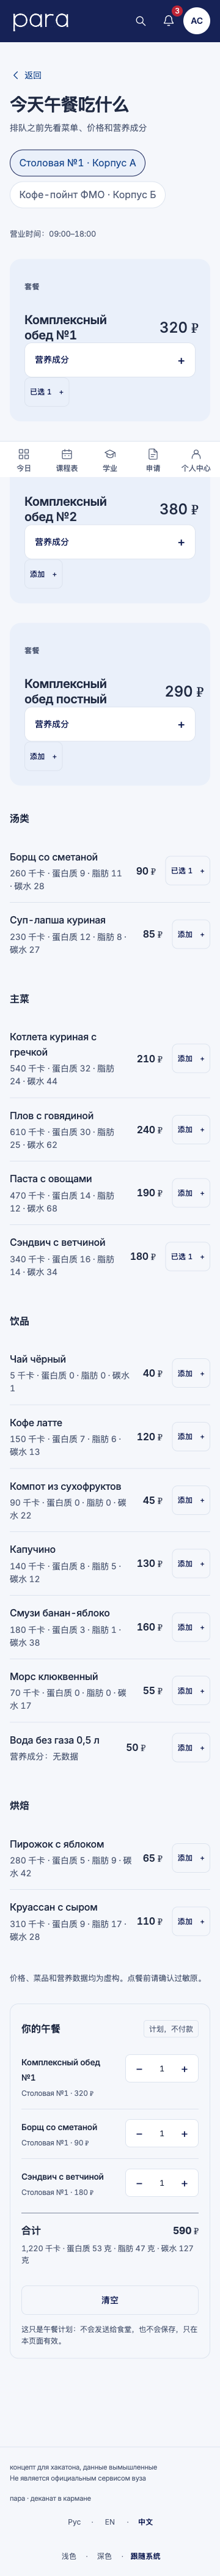 para
3
AC
返回
今天午餐吃什么
排队之前先看菜单、价格和营养成分
Столовая №1 · Корпус А
Кофе-пойнт ФМО · Корпус Б
营业时间：09:00–18:00
套餐
Комплексный
обед №1
320 ₽
营养成分 +
已选 1 +
今日
课程表
学业
申请
个人中心
Комплексный
обед №2
380 ₽
营养成分 +
添加 +
套餐
Комплексный
обед постный
290 ₽
营养成分 +
添加 +
汤类
Борщ со сметаной
260 千卡 · 蛋白质 9 · 脂肪 11
· 碳水 28
90 ₽
已选 1 +
Суп-лапша куриная
230 千卡 · 蛋白质 12 · 脂肪 8 ·
碳水 27
85 ₽
添加 +
主菜
Котлета куриная с
гречкой
540 千卡 · 蛋白质 32 · 脂肪
24 · 碳水 44
210 ₽
添加 +
Плов с говядиной
610 千卡 · 蛋白质 30 · 脂肪
25 · 碳水 62
240 ₽
添加 +
Паста с овощами
470 千卡 · 蛋白质 14 · 脂肪
12 · 碳水 68
190 ₽
添加 +
Сэндвич с ветчиной
340 千卡 · 蛋白质 16 · 脂肪
14 · 碳水 34
180 ₽
已选 1 +
饮品
Чай чёрный
5 千卡 · 蛋白质 0 · 脂肪 0 · 碳水
1
40 ₽
添加 +
Кофе латте
150 千卡 · 蛋白质 7 · 脂肪 6 ·
碳水 13
120 ₽
添加 +
Компот из сухофруктов
90 千卡 · 蛋白质 0 · 脂肪 0 · 碳
水 22
45 ₽
添加 +
Капучино
140 千卡 · 蛋白质 8 · 脂肪 5 ·
碳水 12
130 ₽
添加 +
Смузи банан-яблоко
180 千卡 · 蛋白质 3 · 脂肪 1 ·
碳水 38
160 ₽
添加 +
Морс клюквенный
70 千卡 · 蛋白质 0 · 脂肪 0 · 碳
水 17
55 ₽
添加 +
Вода без газа 0,5 л
营养成分：无数据
50 ₽
添加 +
烘焙
Пирожок с яблоком
280 千卡 · 蛋白质 5 · 脂肪 9 · 碳
水 42
65 ₽
添加 +
Круассан с сыром
310 千卡 · 蛋白质 9 · 脂肪 17 ·
碳水 28
110 ₽
添加 +
价格、菜品和营养数据均为虚构。点餐前请确认过敏原。
你的午餐
计划，不付款
Комплексный обед
№1
Столовая №1 · 320 ₽
− 1 +
Борщ со сметаной
Столовая №1 · 90 ₽
− 1 +
Сэндвич с ветчиной
Столовая №1 · 180 ₽
− 1 +
合计
590 ₽
1,220 千卡 · 蛋白质 53 克 · 脂肪 47 克 · 碳水 127
克
清空
这只是午餐计划：不会发送给食堂，也不会保存，只在
本页面有效。
концепт для хакатона, данные вымышленные
Не является официальным сервисом вуза
пара · деканат в кармане
Рус · EN · 中文
浅色 · 深色 · 跟随系统